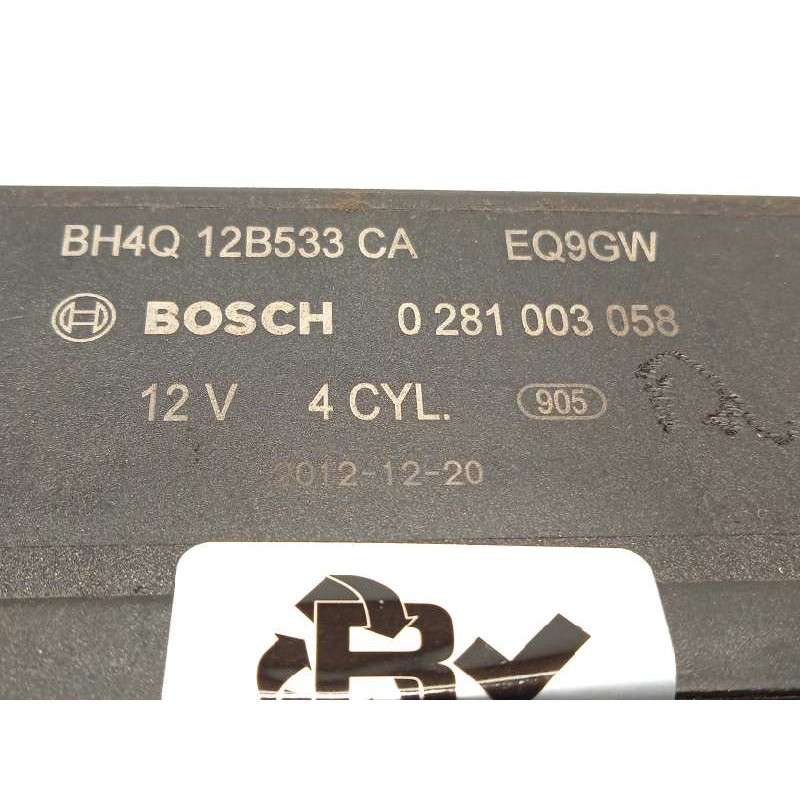 BH4Q 12B533 CA EQ9GW
BOSCH 0 281 003 058
12 V 4 CYL. 905
2012-12-20
R